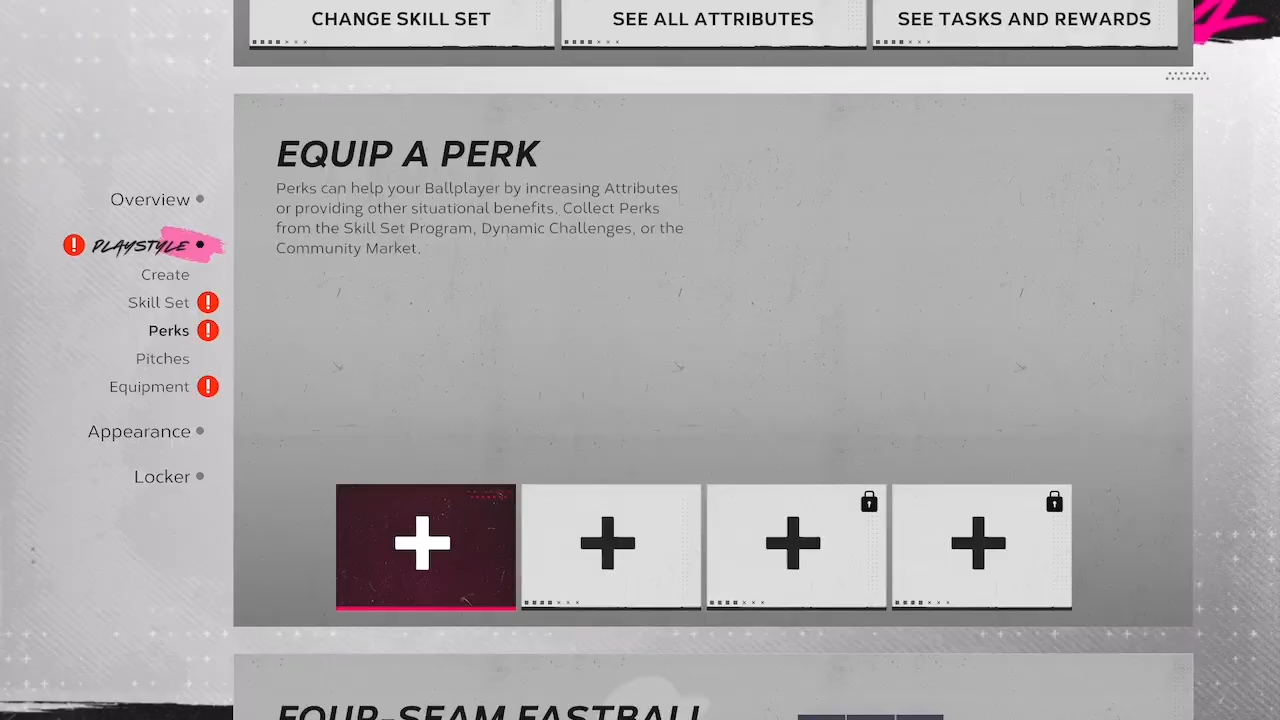 CHANGE SKILL SET
SEE ALL ATTRIBUTES
SEE TASKS AND REWARDS
EQUIP A PERK
Perks can help your Ballplayer by increasing Attributes
or providing other situational benefits. Collect Perks
from the Skill Set Program, Dynamic Challenges, or the
Community Market.
Overview
PLAYSTYLE
Create
Skill Set
Perks
Pitches
Equipment
Appearance
Locker
FOUR-SEAM FASTBALL